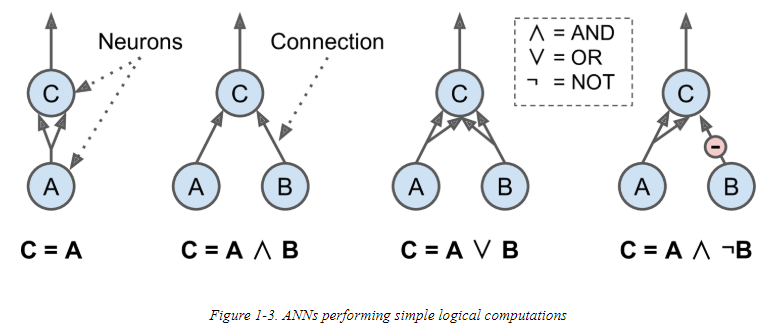 Neurons
Connection
∧ = AND
∨ = OR
¬ = NOT
C
C
C
C
A
A
B
A
B
A
-
B
C = A
C = A ∧ B
C = A ∨ B
C = A ∧ ¬B
Figure 1-3. ANNs performing simple logical computations